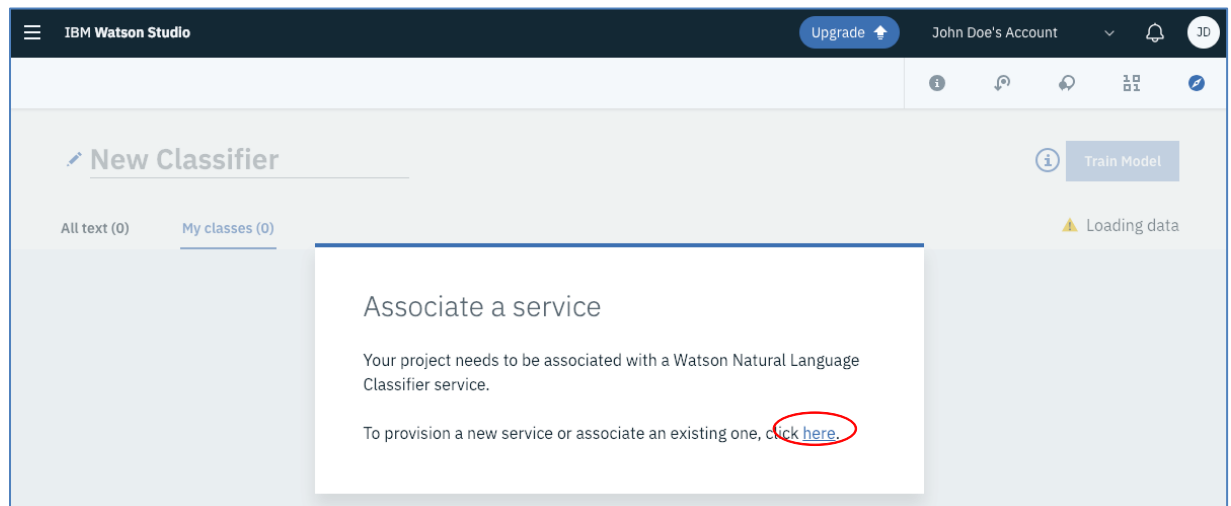 IBM Watson Studio
Upgrade
John Doe's Account
JD
New Classifier
Train Model
All text (0)
My classes (0)
Loading data
Associate a service
Your project needs to be associated with a Watson Natural Language
Classifier service.
To provision a new service or associate an existing one, click here.